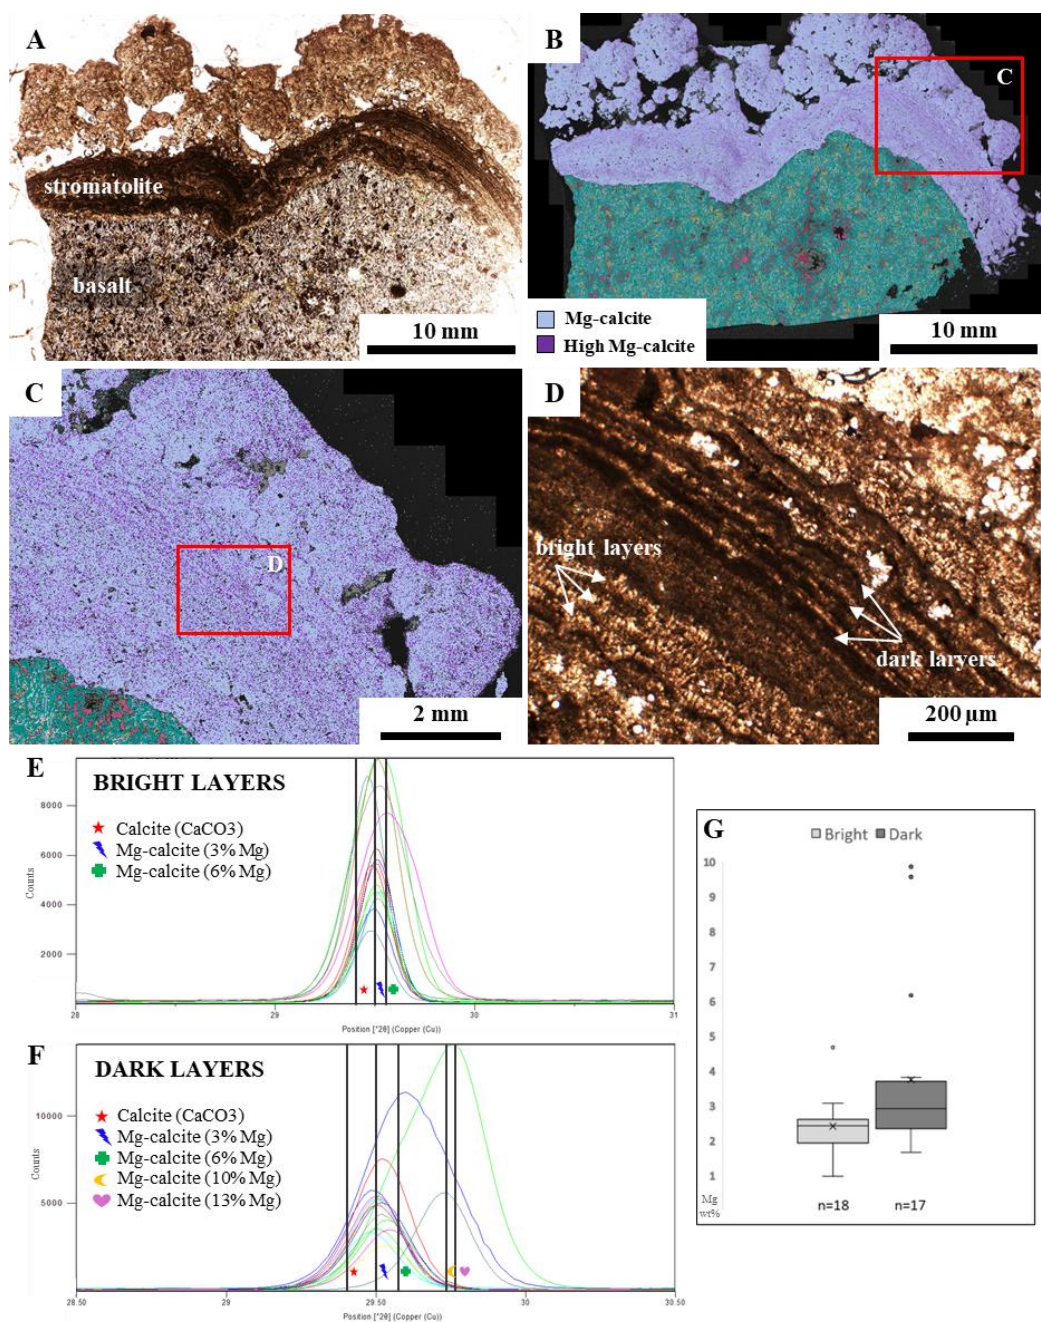 A
stromatolite
basalt
10 mm
B
C
Mg-calcite
High Mg-calcite
10 mm
C
D
2 mm
D
bright layers
dark laryers
200 µm
E
BRIGHT LAYERS
Calcite (CaCO3)
Mg-calcite (3% Mg)
Mg-calcite (6% Mg)
Counts
8000
6000
4000
2000
28
29
30
31
Position [°2θ] (Copper (Cu))
F
DARK LAYERS
Calcite (CaCO3)
Mg-calcite (3% Mg)
Mg-calcite (6% Mg)
Mg-calcite (10% Mg)
Mg-calcite (13% Mg)
Counts
10000
5000
28.50
29
29.50
30
30.50
Position [°2θ] (Copper (Cu))
G
Bright
Dark
10
9
8
7
6
5
4
3
2
1
Mg
wt%
n=18
n=17